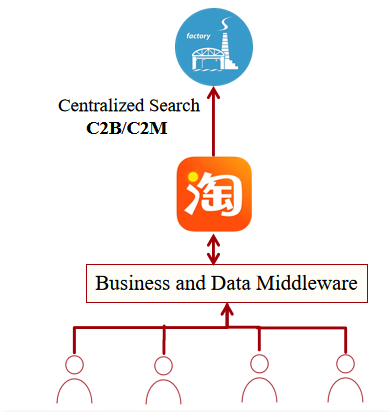 factory
Centralized Search
C2B/C2M
淘
Business and Data Middleware